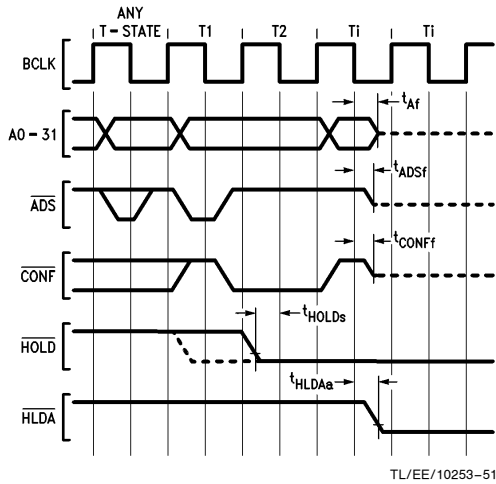 ANY
T-STATE T1 T2 Ti Ti
BCLK
tAf
A0-31
tADSf
ADS
tCONFf
CONF
tHOLDs
HOLD
tHLDAa
HLDA
TL/EE/10253-51